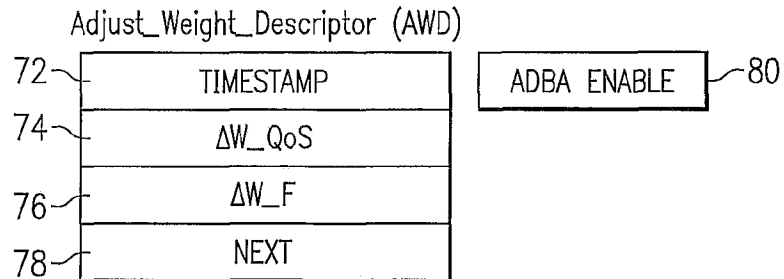 Adjust_Weight_Descriptor (AWD)
72 TIMESTAMP ADBA ENABLE 80
74 ΔW_QoS
76 ΔW_F
78 NEXT